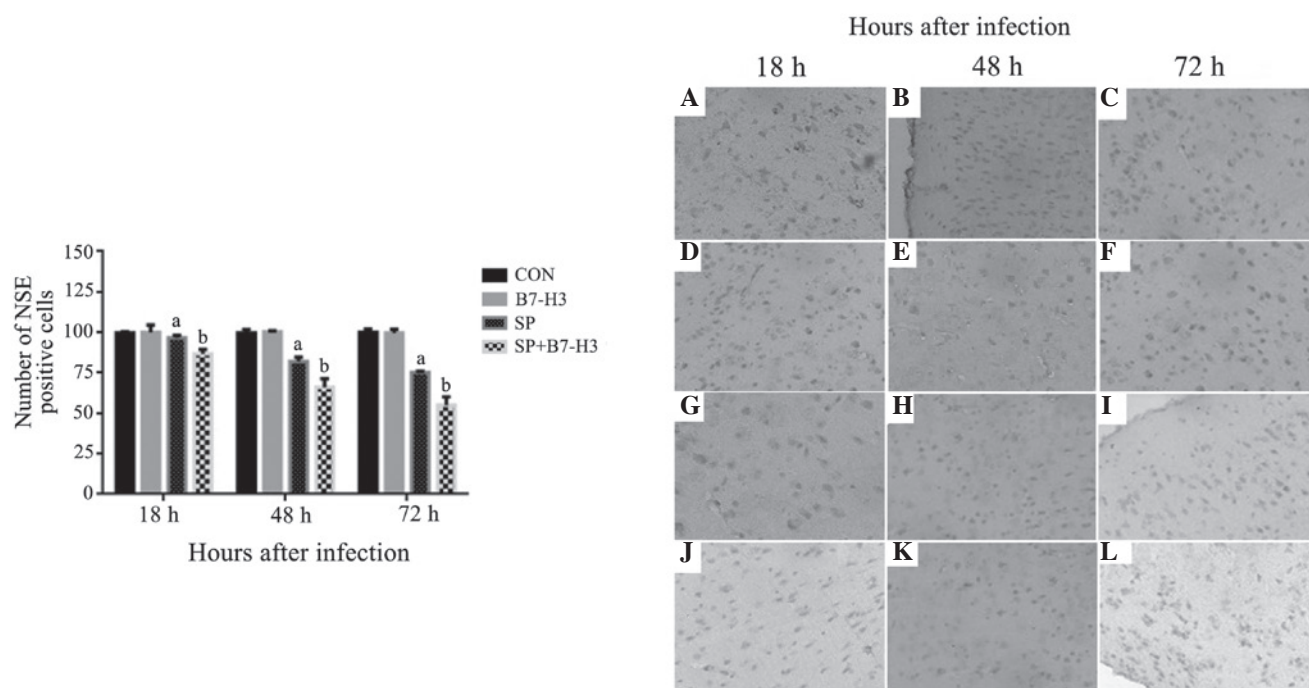 150
125
100
75
50
25
0
Number of NSE
positive cells
a
b
a
b
a
b
CON
B7-H3
SP
SP+B7-H3
18 h
48 h
72 h
Hours after infection
Hours after infection
18 h
48 h
72 h
A
B
C
D
E
F
G
H
I
J
K
L